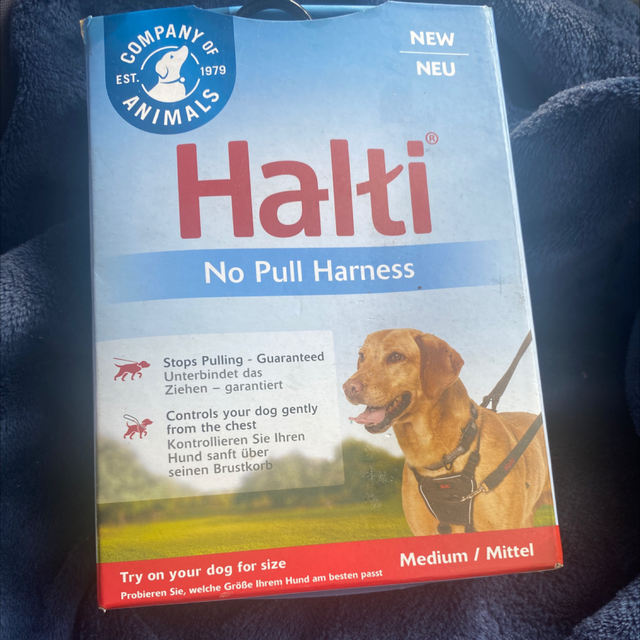 COMPANY OF
EST. 1979
ANIMALS
NEW
NEU
Halti®
No Pull Harness
Stops Pulling - Guaranteed
Unterbindet das
Ziehen – garantiert
Controls your dog gently
from the chest
Kontrollieren Sie Ihren
Hund sanft über
seinen Brustkorb
Try on your dog for size
Probieren Sie, welche Größe Ihrem Hund am besten passt
Medium / Mittel